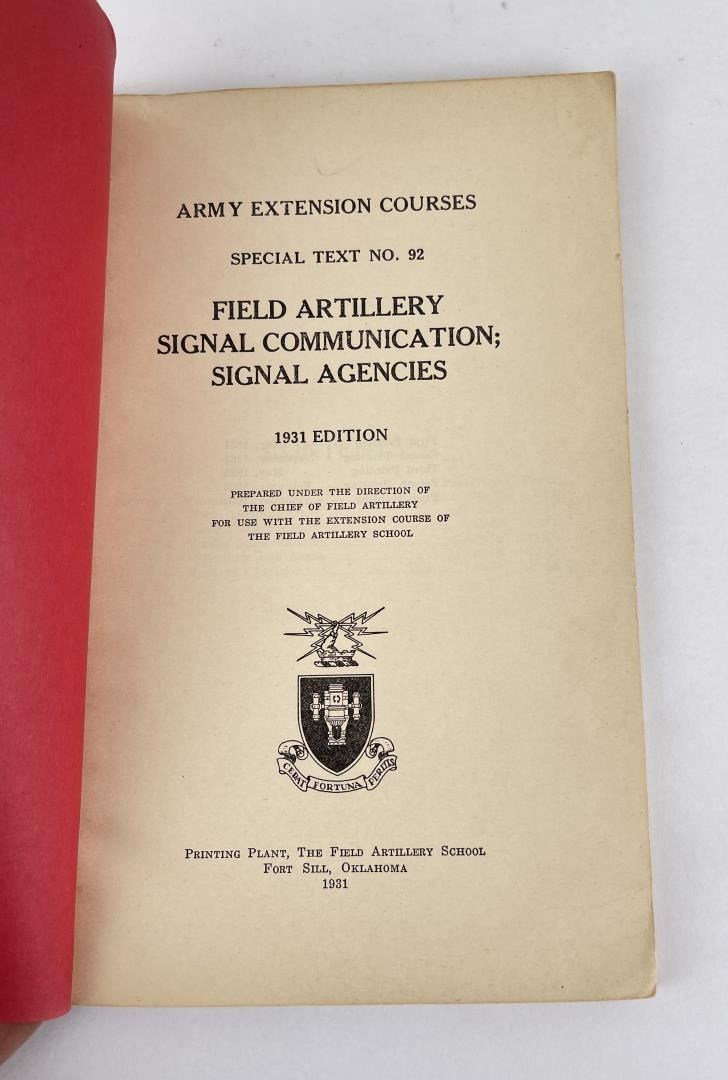 ARMY EXTENSION COURSES
SPECIAL TEXT NO. 92
FIELD ARTILLERY
SIGNAL COMMUNICATION;
SIGNAL AGENCIES
1931 EDITION
PREPARED UNDER THE DIRECTION OF
THE CHIEF OF FIELD ARTILLERY
FOR USE WITH THE EXTENSION COURSE OF
THE FIELD ARTILLERY SCHOOL
CEDAT FORTUNA PERITIS
PRINTING PLANT, THE FIELD ARTILLERY SCHOOL
FORT SILL, OKLAHOMA
1931